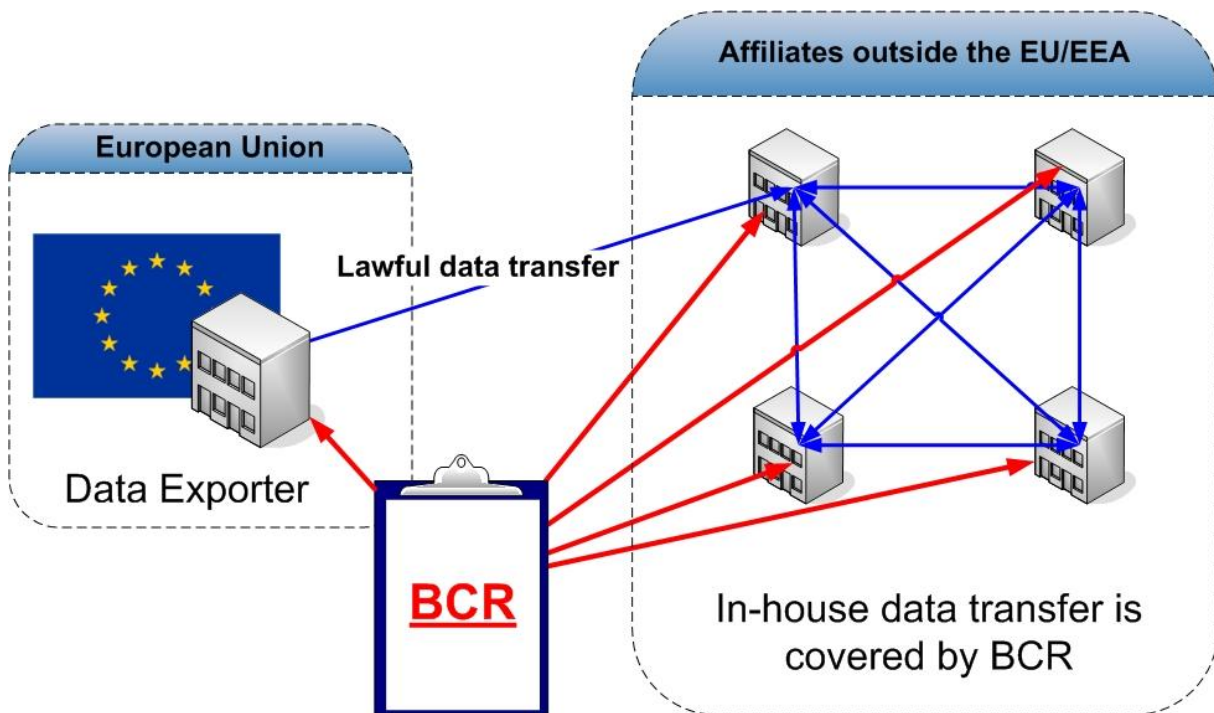 Affiliates outside the EU/EEA
European Union
Lawful data transfer
Data Exporter
BCR
In-house data transfer is
covered by BCR